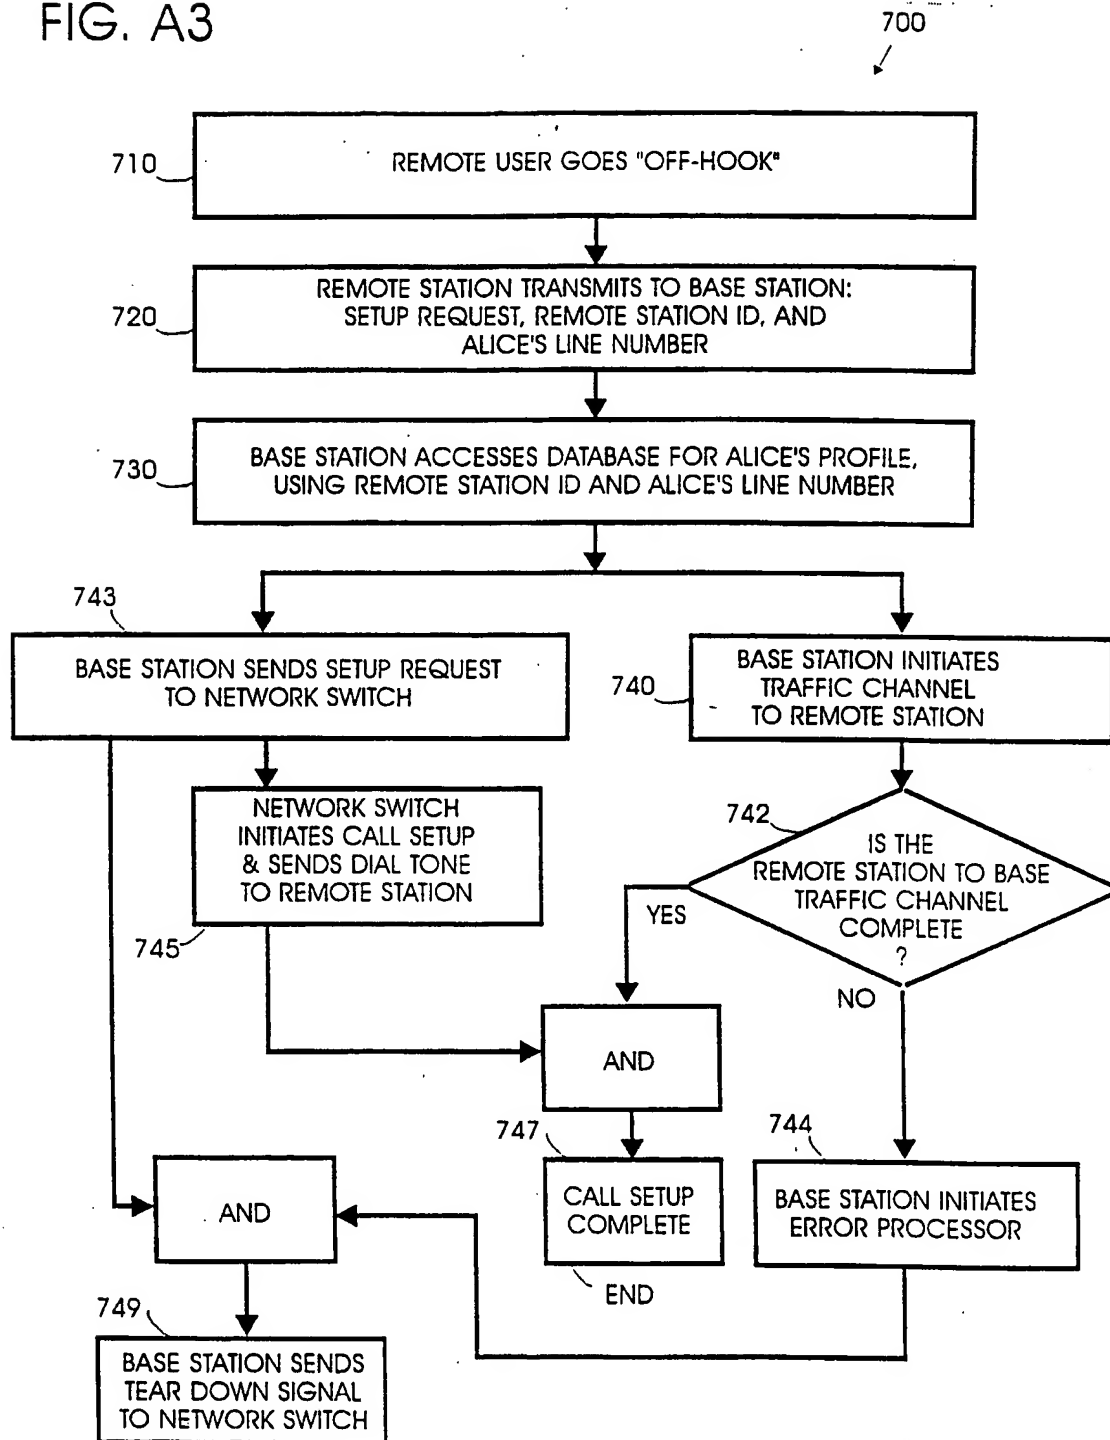 FIG. A3
700
710
REMOTE USER GOES "OFF-HOOK"
720
REMOTE STATION TRANSMITS TO BASE STATION:
SETUP REQUEST, REMOTE STATION ID, AND
ALICE'S LINE NUMBER
730
BASE STATION ACCESSES DATABASE FOR ALICE'S PROFILE,
USING REMOTE STATION ID AND ALICE'S LINE NUMBER
743
BASE STATION SENDS SETUP REQUEST
TO NETWORK SWITCH
740
BASE STATION INITIATES
TRAFFIC CHANNEL
TO REMOTE STATION
NETWORK SWITCH
INITIATES CALL SETUP
& SENDS DIAL TONE
TO REMOTE STATION
745
742
IS THE
REMOTE STATION TO BASE
TRAFFIC CHANNEL
COMPLETE
?
YES
NO
AND
747
CALL SETUP
COMPLETE
END
744
BASE STATION INITIATES
ERROR PROCESSOR
AND
749
BASE STATION SENDS
TEAR DOWN SIGNAL
TO NETWORK SWITCH